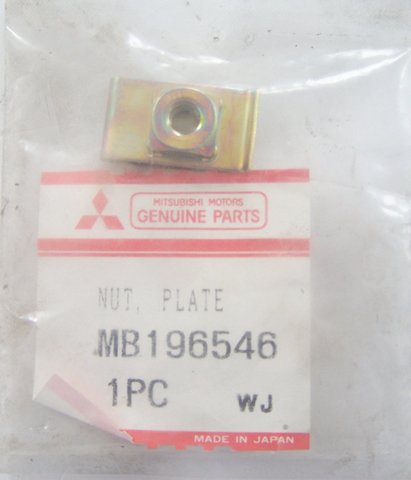 MITSUBISHI MOTORS
GENUINE PARTS
NUT, PLATE
MB196546
1PC WJ
MADE IN JAPAN